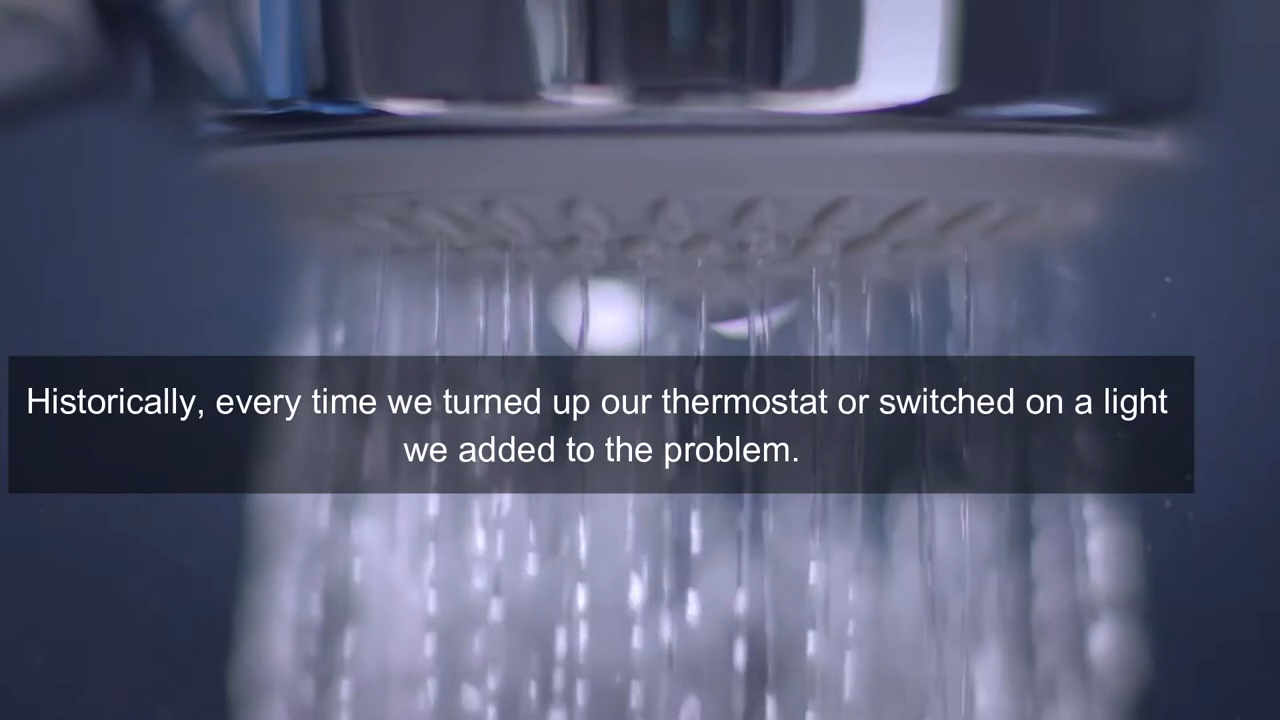 Historically, every time we turned up our thermostat or switched on a light
we added to the problem.